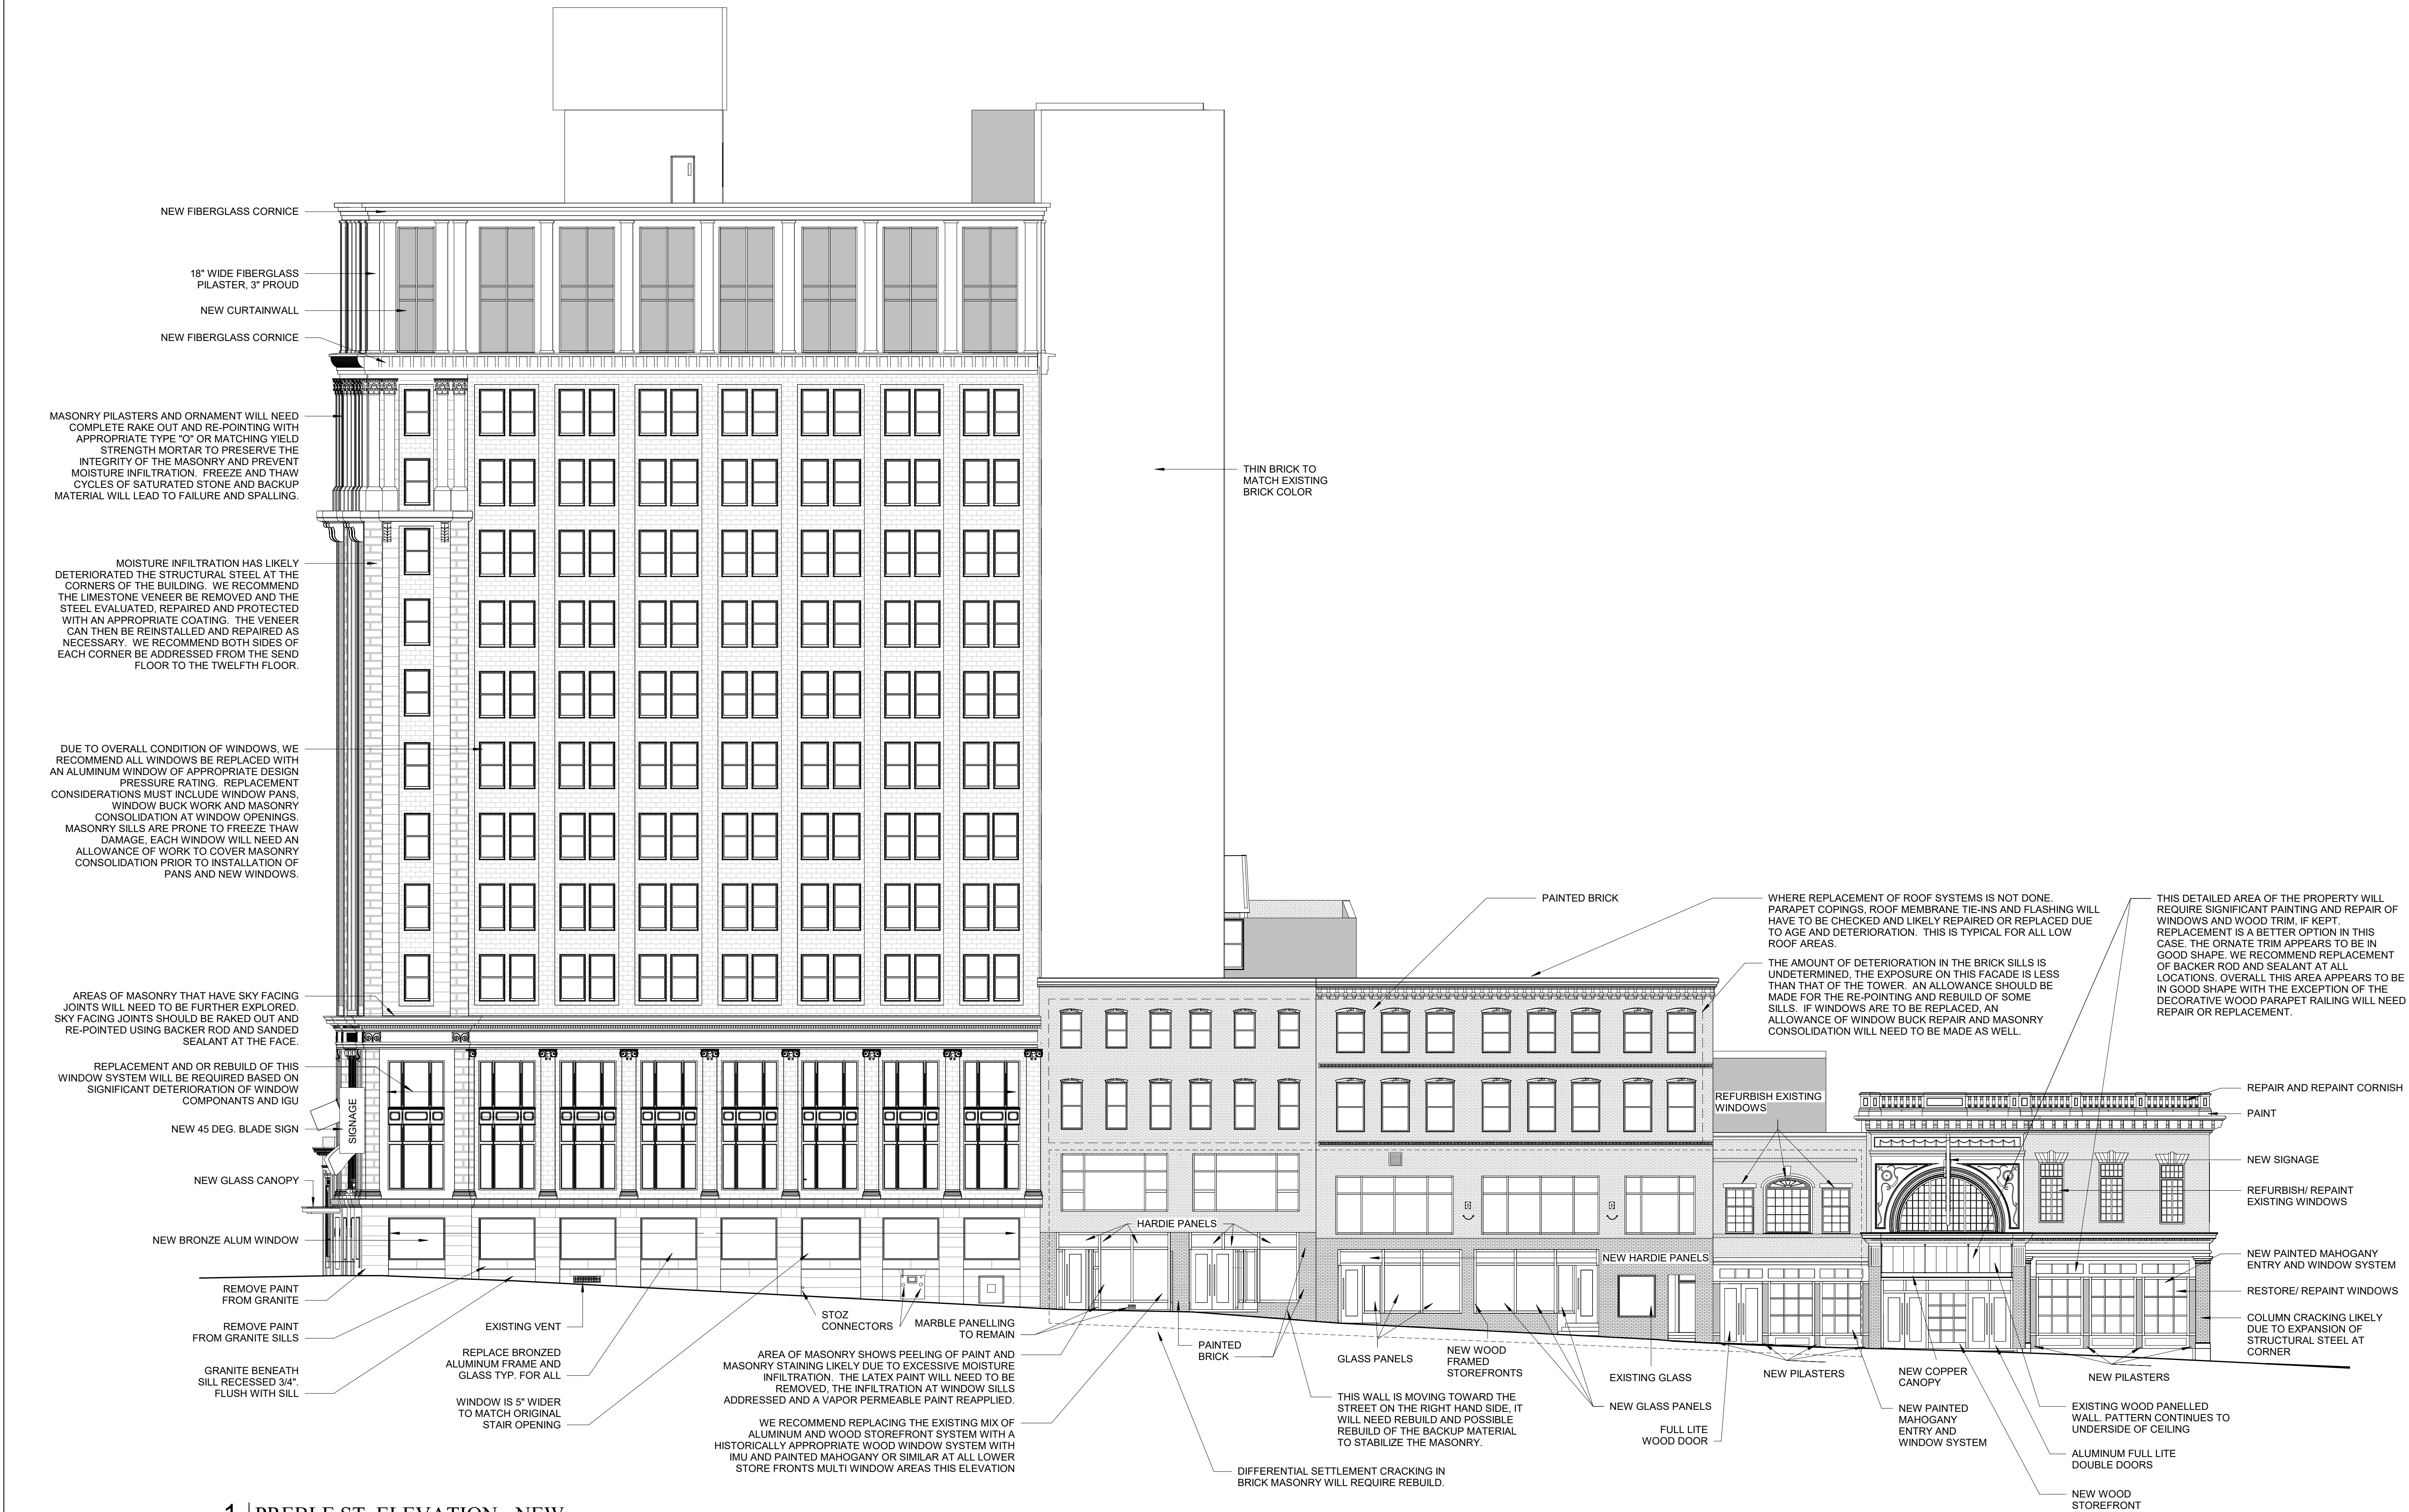 NEW FIBERGLASS CORNICE
18" WIDE FIBERGLASS
PILASTER, 3" PROUD
NEW CURTAINWALL
NEW FIBERGLASS CORNICE
MASONRY PILASTERS AND ORNAMENT WILL NEED
COMPLETE RAKE OUT AND RE-POINTING WITH
APPROPRIATE TYPE "O" OR MATCHING YIELD
STRENGTH MORTAR TO PRESERVE THE
INTEGRITY OF THE MASONRY AND PREVENT
MOISTURE INFILTRATION. FREEZE AND THAW
CYCLES OF SATURATED STONE AND BACKUP
MATERIAL WILL LEAD TO FAILURE AND SPALLING.
THIN BRICK TO
MATCH EXISTING
BRICK COLOR
MOISTURE INFILTRATION HAS LIKELY
DETERIORATED THE STRUCTURAL STEEL AT THE
CORNERS OF THE BUILDING. WE RECOMMEND
THE LIMESTONE VENEER BE REMOVED AND THE
STEEL EVALUATED, REPAIRED AND PROTECTED
WITH AN APPROPRIATE COATING. THE VENEER
CAN THEN BE REINSTALLED AND REPAIRED AS
NECESSARY. WE RECOMMEND BOTH SIDES OF
EACH CORNER BE ADDRESSED FROM THE SEND
FLOOR TO THE TWELFTH FLOOR.
DUE TO OVERALL CONDITION OF WINDOWS, WE
RECOMMEND ALL WINDOWS BE REPLACED WITH
AN ALUMINUM WINDOW OF APPROPRIATE DESIGN
PRESSURE RATING. REPLACEMENT
CONSIDERATIONS MUST INCLUDE WINDOW PANS,
WINDOW BUCK WORK AND MASONRY
CONSOLIDATION AT WINDOW OPENINGS.
MASONRY SILLS ARE PRONE TO FREEZE THAW
DAMAGE, EACH WINDOW WILL NEED AN
ALLOWANCE OF WORK TO COVER MASONRY
CONSOLIDATION PRIOR TO INSTALLATION OF
PANS AND NEW WINDOWS.
AREAS OF MASONRY THAT HAVE SKY FACING
JOINTS WILL NEED TO BE FURTHER EXPLORED.
SKY FACING JOINTS SHOULD BE RAKED OUT AND
RE-POINTED USING BACKER ROD AND SANDED
SEALANT AT THE FACE.
REPLACEMENT AND OR REBUILD OF THIS
WINDOW SYSTEM WILL BE REQUIRED BASED ON
SIGNIFICANT DETERIORATION OF WINDOW
COMPONANTS AND IGU
NEW 45 DEG. BLADE SIGN
SIGNAGE
NEW GLASS CANOPY
NEW BRONZE ALUM WINDOW
REMOVE PAINT
FROM GRANITE
REMOVE PAINT
FROM GRANITE SILLS
GRANITE BENEATH
SILL RECESSED 3/4".
FLUSH WITH SILL
EXISTING VENT
REPLACE BRONZED
ALUMINUM FRAME AND
GLASS TYP. FOR ALL
WINDOW IS 5" WIDER
TO MATCH ORIGINAL
STAIR OPENING
STOZ
CONNECTORS
MARBLE PANELLING
TO REMAIN
AREA OF MASONRY SHOWS PEELING OF PAINT AND
MASONRY STAINING LIKELY DUE TO EXCESSIVE MOISTURE
INFILTRATION. THE LATEX PAINT WILL NEED TO BE
REMOVED, THE INFILTRATION AT WINDOW SILLS
ADDRESSED AND A VAPOR PERMEABLE PAINT REAPPLIED.
WE RECOMMEND REPLACING THE EXISTING MIX OF
ALUMINUM AND WOOD STOREFRONT SYSTEM WITH A
HISTORICALLY APPROPRIATE WOOD WINDOW SYSTEM WITH
IMU AND PAINTED MAHOGANY OR SIMILAR AT ALL LOWER
STORE FRONTS MULTI WINDOW AREAS THIS ELEVATION
PAINTED BRICK
WHERE REPLACEMENT OF ROOF SYSTEMS IS NOT DONE.
PARAPET COPINGS, ROOF MEMBRANE TIE-INS AND FLASHING WILL
HAVE TO BE CHECKED AND LIKELY REPAIRED OR REPLACED DUE
TO AGE AND DETERIORATION. THIS IS TYPICAL FOR ALL LOW
ROOF AREAS.
THE AMOUNT OF DETERIORATION IN THE BRICK SILLS IS
UNDETERMINED, THE EXPOSURE ON THIS FACADE IS LESS
THAN THAT OF THE TOWER. AN ALLOWANCE SHOULD BE
MADE FOR THE RE-POINTING AND REBUILD OF SOME
SILLS. IF WINDOWS ARE TO BE REPLACED, AN
ALLOWANCE OF WINDOW BUCK REPAIR AND MASONRY
CONSOLIDATION WILL NEED TO BE MADE AS WELL.
THIS DETAILED AREA OF THE PROPERTY WILL
REQUIRE SIGNIFICANT PAINTING AND REPAIR OF
WINDOWS AND WOOD TRIM, IF KEPT.
REPLACEMENT IS A BETTER OPTION IN THIS
CASE. THE ORNATE TRIM APPEARS TO BE IN
GOOD SHAPE. WE RECOMMEND REPLACEMENT
OF BACKER ROD AND SEALANT AT ALL
LOCATIONS. OVERALL THIS AREA APPEARS TO BE
IN GOOD SHAPE WITH THE EXCEPTION OF THE
DECORATIVE WOOD PARAPET RAILING WILL NEED
REPAIR OR REPLACEMENT.
REFURBISH EXISTING
WINDOWS
REPAIR AND REPAINT CORNISH
PAINT
NEW SIGNAGE
REFURBISH/ REPAINT
EXISTING WINDOWS
NEW PAINTED MAHOGANY
ENTRY AND WINDOW SYSTEM
RESTORE/ REPAINT WINDOWS
COLUMN CRACKING LIKELY
DUE TO EXPANSION OF
STRUCTURAL STEEL AT
CORNER
HARDIE PANELS
NEW HARDIE PANELS
PAINTED
BRICK
GLASS PANELS
NEW WOOD
FRAMED
STOREFRONTS
EXISTING GLASS
NEW PILASTERS
NEW COPPER
CANOPY
NEW PILASTERS
THIS WALL IS MOVING TOWARD THE
STREET ON THE RIGHT HAND SIDE, IT
WILL NEED REBUILD AND POSSIBLE
REBUILD OF THE BACKUP MATERIAL
TO STABILIZE THE MASONRY.
NEW GLASS PANELS
FULL LITE
WOOD DOOR
NEW PAINTED
MAHOGANY
ENTRY AND
WINDOW SYSTEM
EXISTING WOOD PANELLED
WALL. PATTERN CONTINUES TO
UNDERSIDE OF CEILING
ALUMINUM FULL LITE
DOUBLE DOORS
DIFFERENTIAL SETTLEMENT CRACKING IN
BRICK MASONRY WILL REQUIRE REBUILD.
NEW WOOD
STOREFRONT
1 PREBLE ST. ELEVATION - NEW